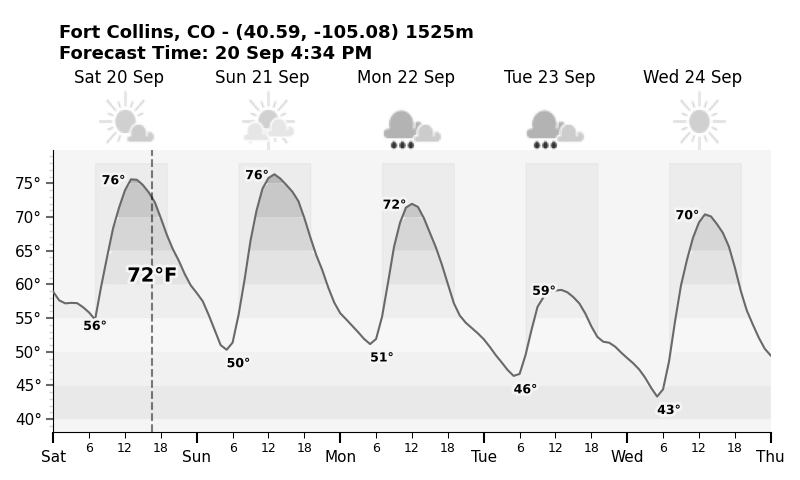 Fort Collins, CO - (40.59, -105.08) 1525m
Forecast Time: 20 Sep 4:34 PM
Sat 20 Sep Sun 21 Sep Mon 22 Sep Tue 23 Sep Wed 24 Sep
75°
70°
65°
60°
55°
50°
45°
40°
76° 76° 72° 59° 70°
72°F
56° 50° 51° 46° 43°
6 12 18 6 12 18 6 12 18 6 12 18 6 12 18
Sat Sun Mon Tue Wed Thu